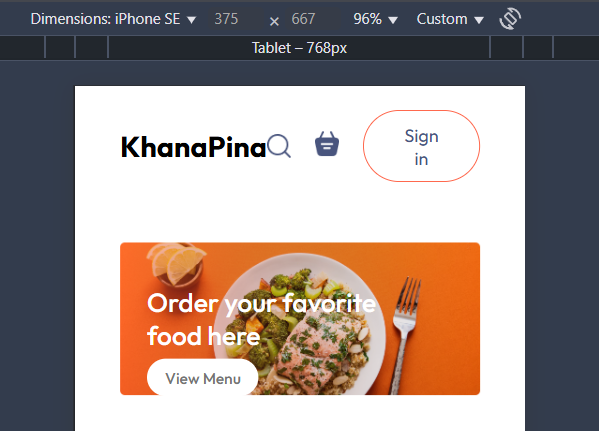 Dimensions: iPhone SE ▼ 375 × 667 96% ▼ Custom ▼
Tablet – 768px
KhanaPina
Sign
in
Order your favorite
food here
View Menu